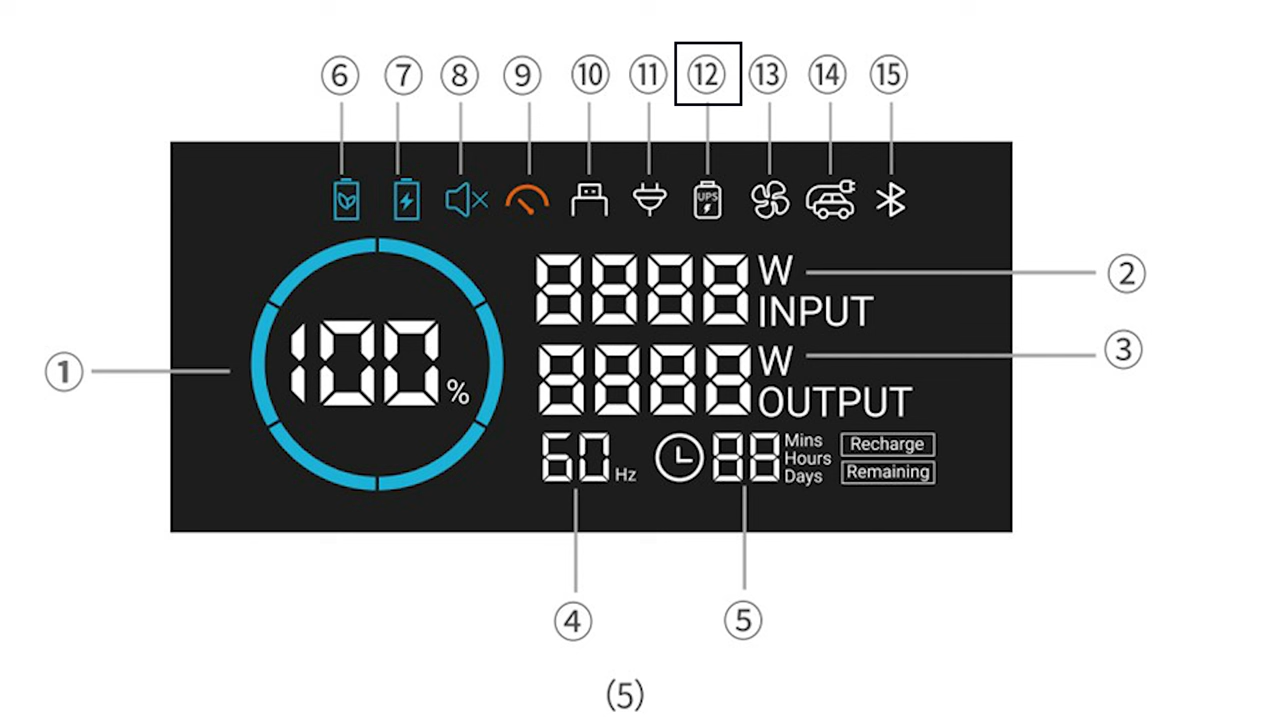 ⑥ ⑦ ⑧ ⑨ ⑩ ⑪ ⑫ ⑬ ⑭ ⑮
UPS
8888 W
INPUT
②
8888 W
OUTPUT
③
①
100 %
60 Hz
88
Mins
Hours
Days
Recharge
Remaining
④ ⑤
(5)